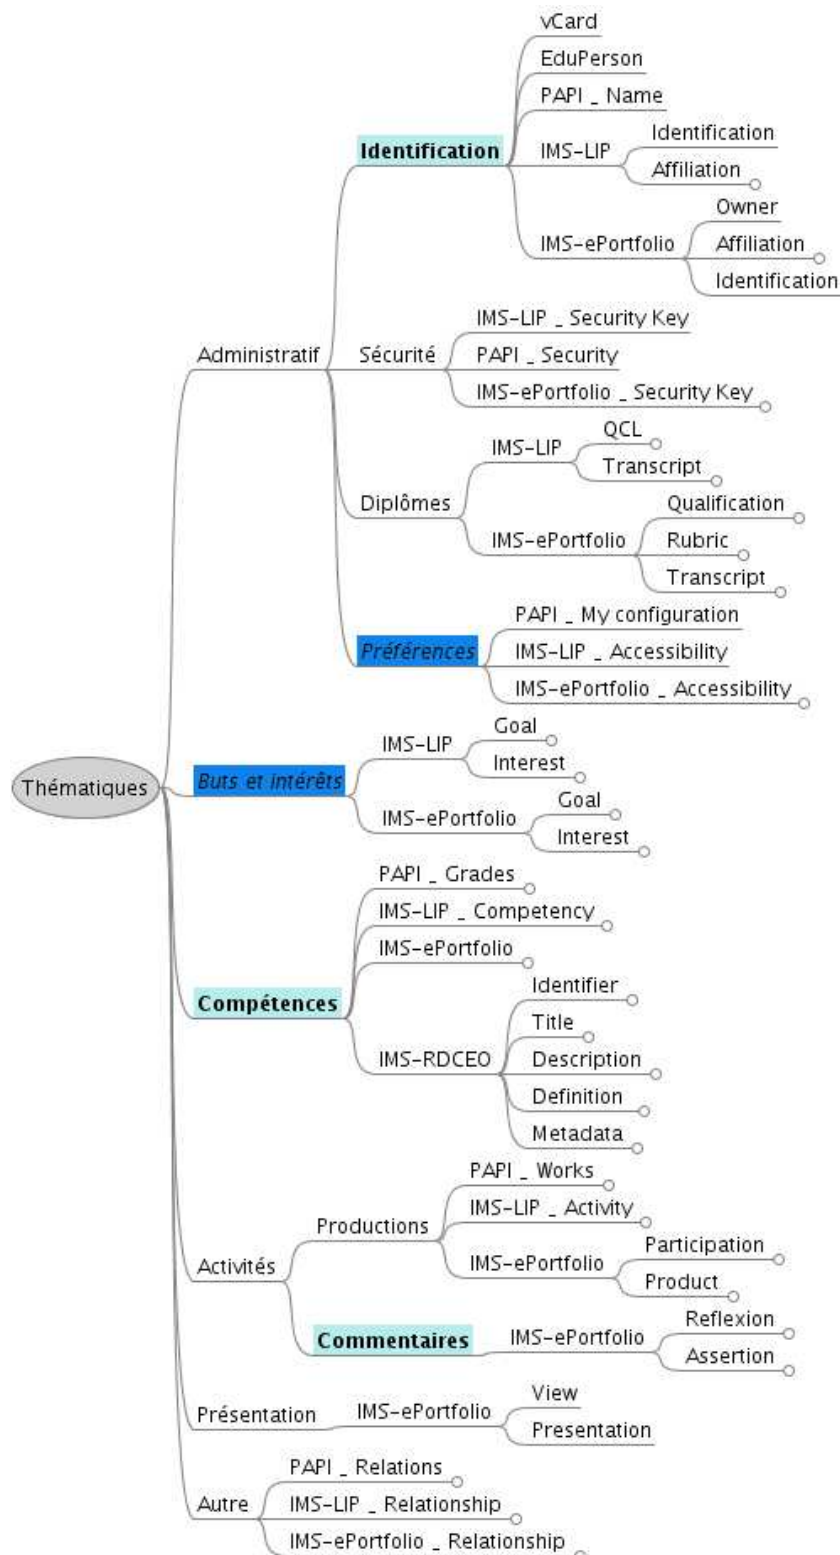 vCard
EduPerson
PAPI _ Name
Identification
IMS-LIP
Identification
Affiliation
IMS-ePortfolio
Owner
Affiliation
Identification
Administratif
Sécurité
IMS-LIP _ Security Key
PAPI _ Security
IMS-ePortfolio _ Security Key
Diplômes
IMS-LIP
QCL
Transcript
IMS-ePortfolio
Qualification
Rubric
Transcript
Préférences
PAPI _ My configuration
IMS-LIP _ Accessibility
IMS-ePortfolio _ Accessibility
Thématiques
Buts et intérêts
IMS-LIP
Goal
Interest
IMS-ePortfolio
Goal
Interest
Compétences
PAPI _ Grades
IMS-LIP _ Competency
IMS-ePortfolio
IMS-RDCEO
Identifier
Title
Description
Definition
Metadata
Activités
Productions
PAPI _ Works
IMS-LIP _ Activity
IMS-ePortfolio
Participation
Product
Commentaires
IMS-ePortfolio
Reflexion
Assertion
Présentation
IMS-ePortfolio
View
Presentation
Autre
PAPI _ Relations
IMS-LIP _ Relationship
IMS-ePortfolio _ Relationship